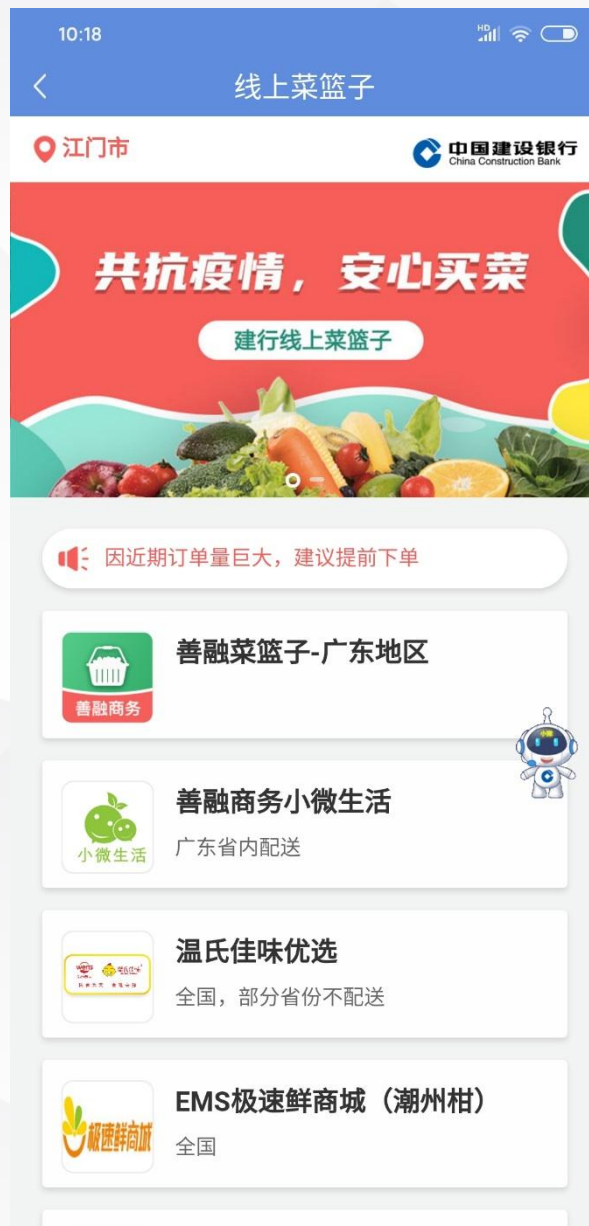 10:18
HD
线上菜篮子
江门市
中国建设银行
China Construction Bank
共抗疫情，安心买菜
建行线上菜篮子
因近期订单量巨大，建议提前下单
善融菜篮子-广东地区
善融商务
善融商务小微生活
小微生活
广东省内配送
温氏佳味优选
全国，部分省份不配送
EMS极速鲜商城（潮州柑）
极速鲜商城
全国